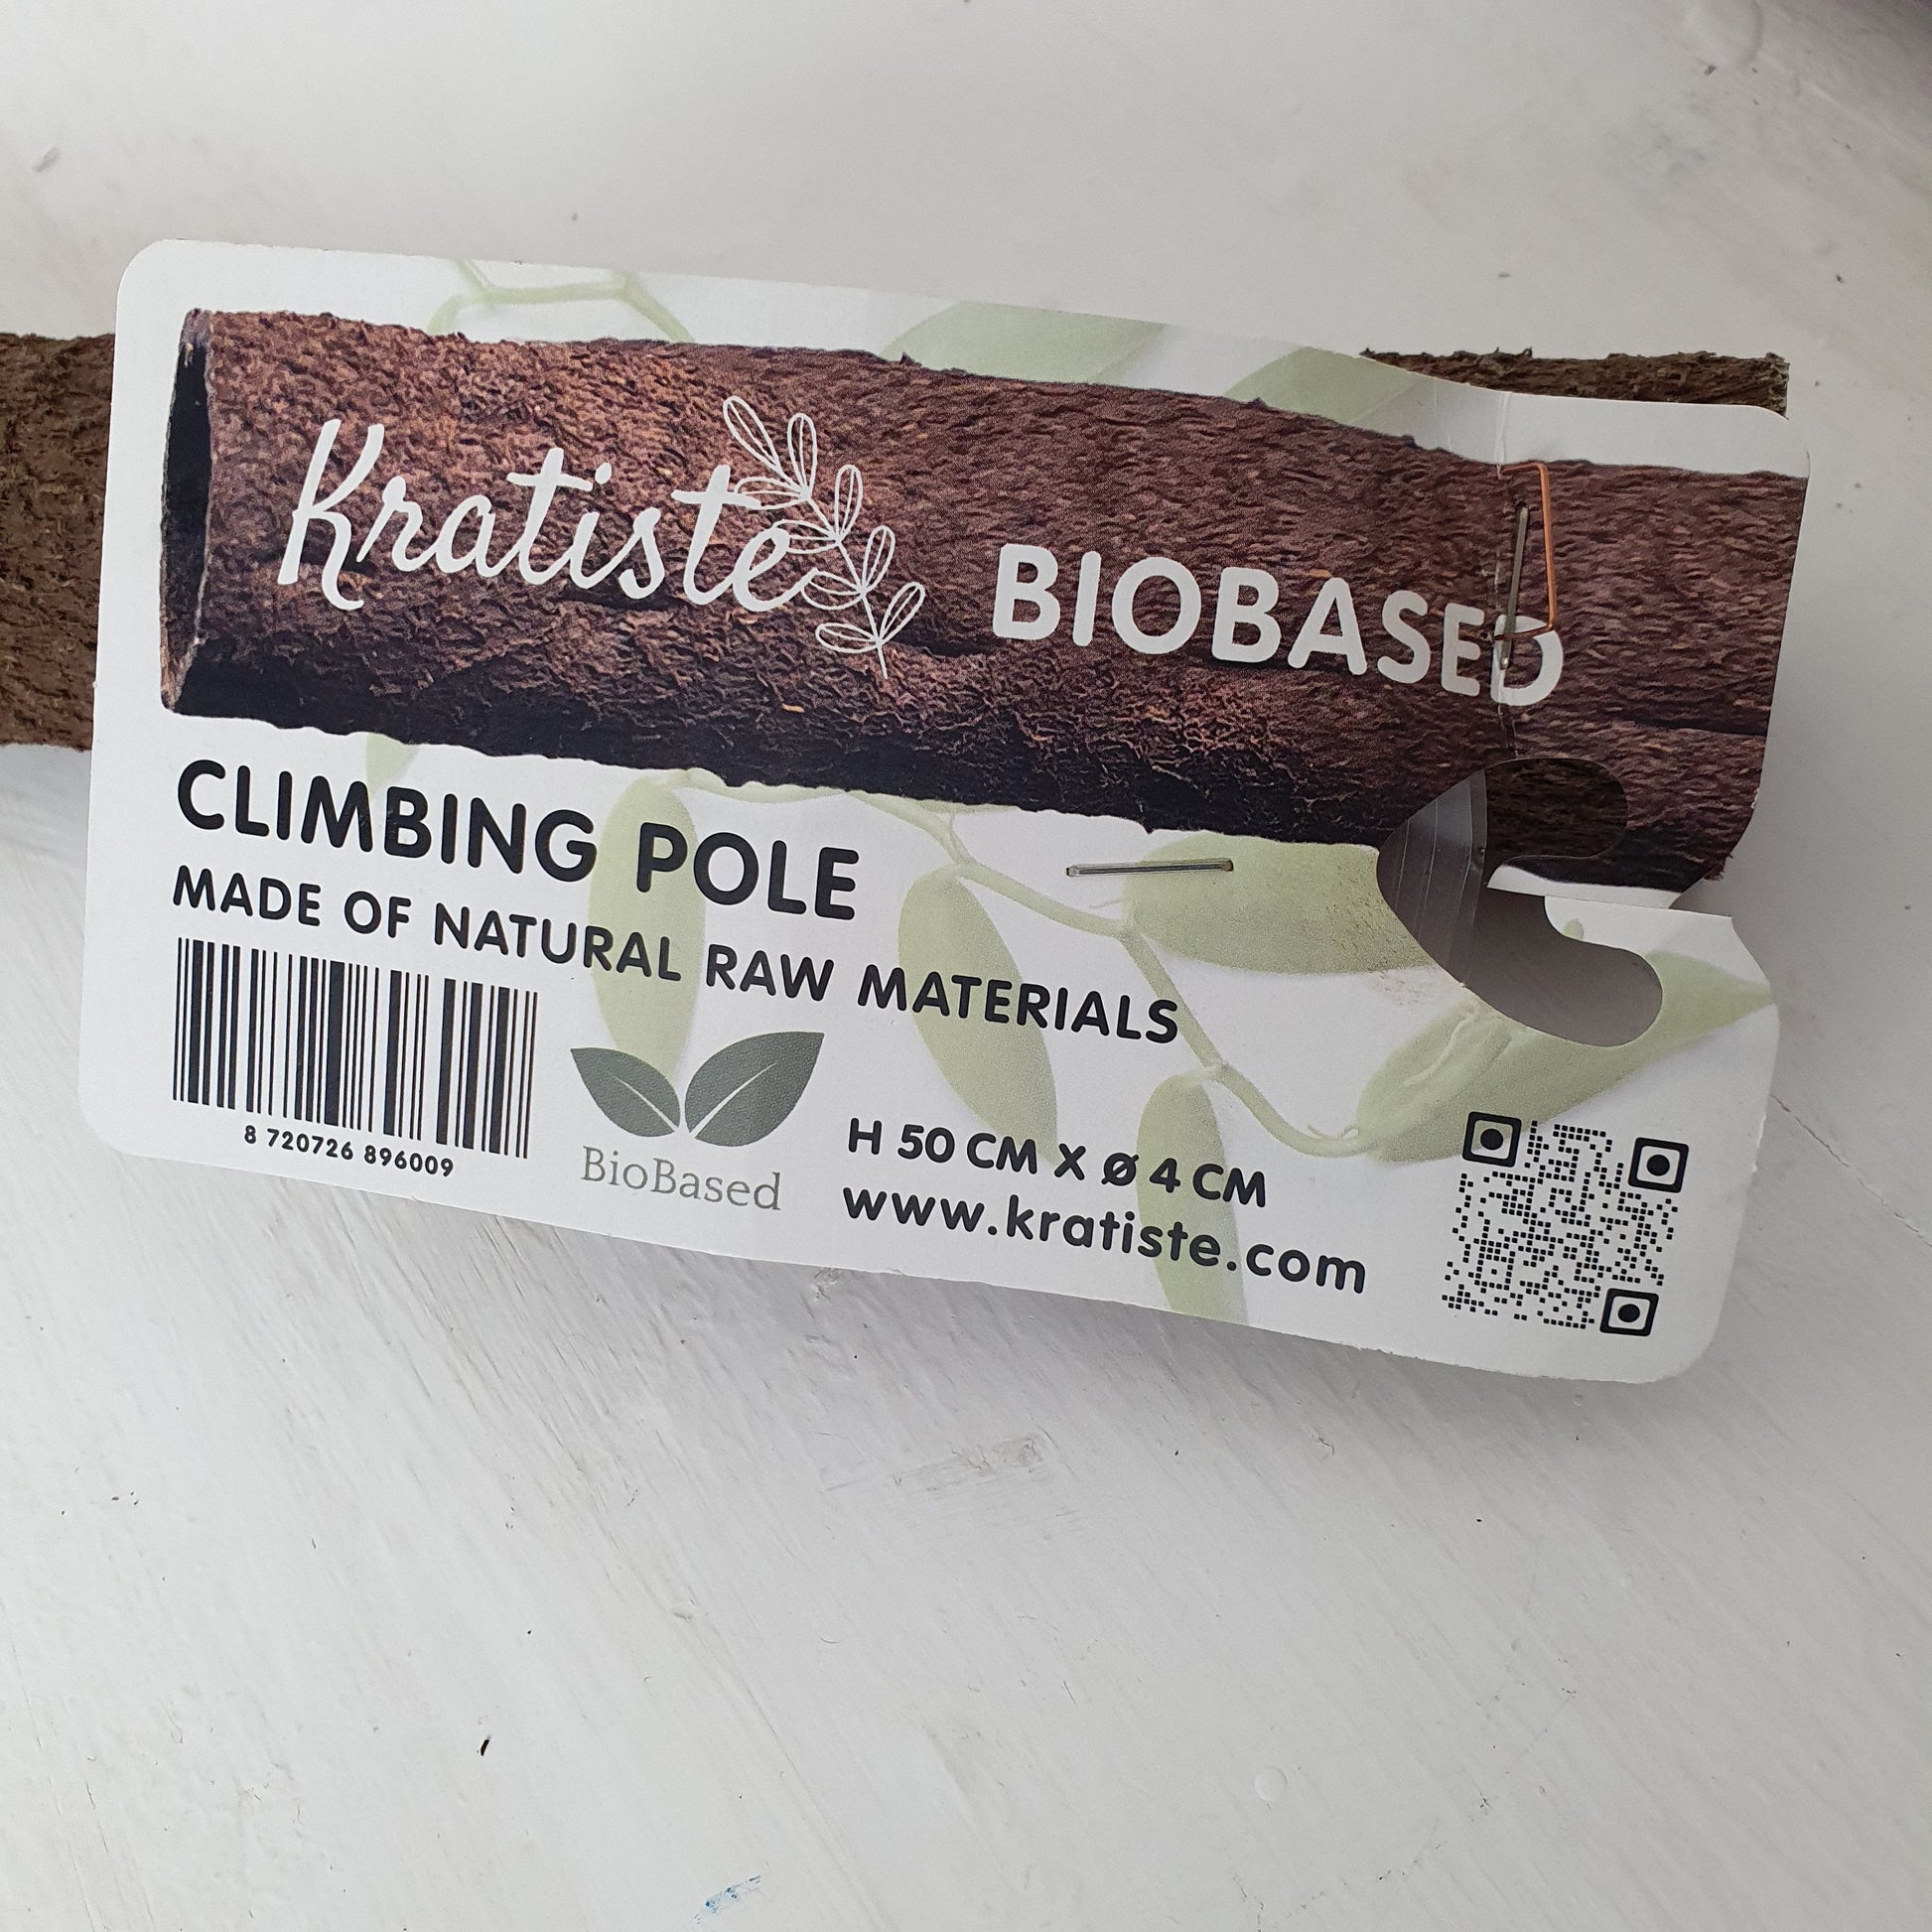 Kratiste BIOBASED
CLIMBING POLE
MADE OF NATURAL RAW MATERIALS
8 720726 896009
BioBased
H 50 CM X ø 4 CM
www.kratiste.com